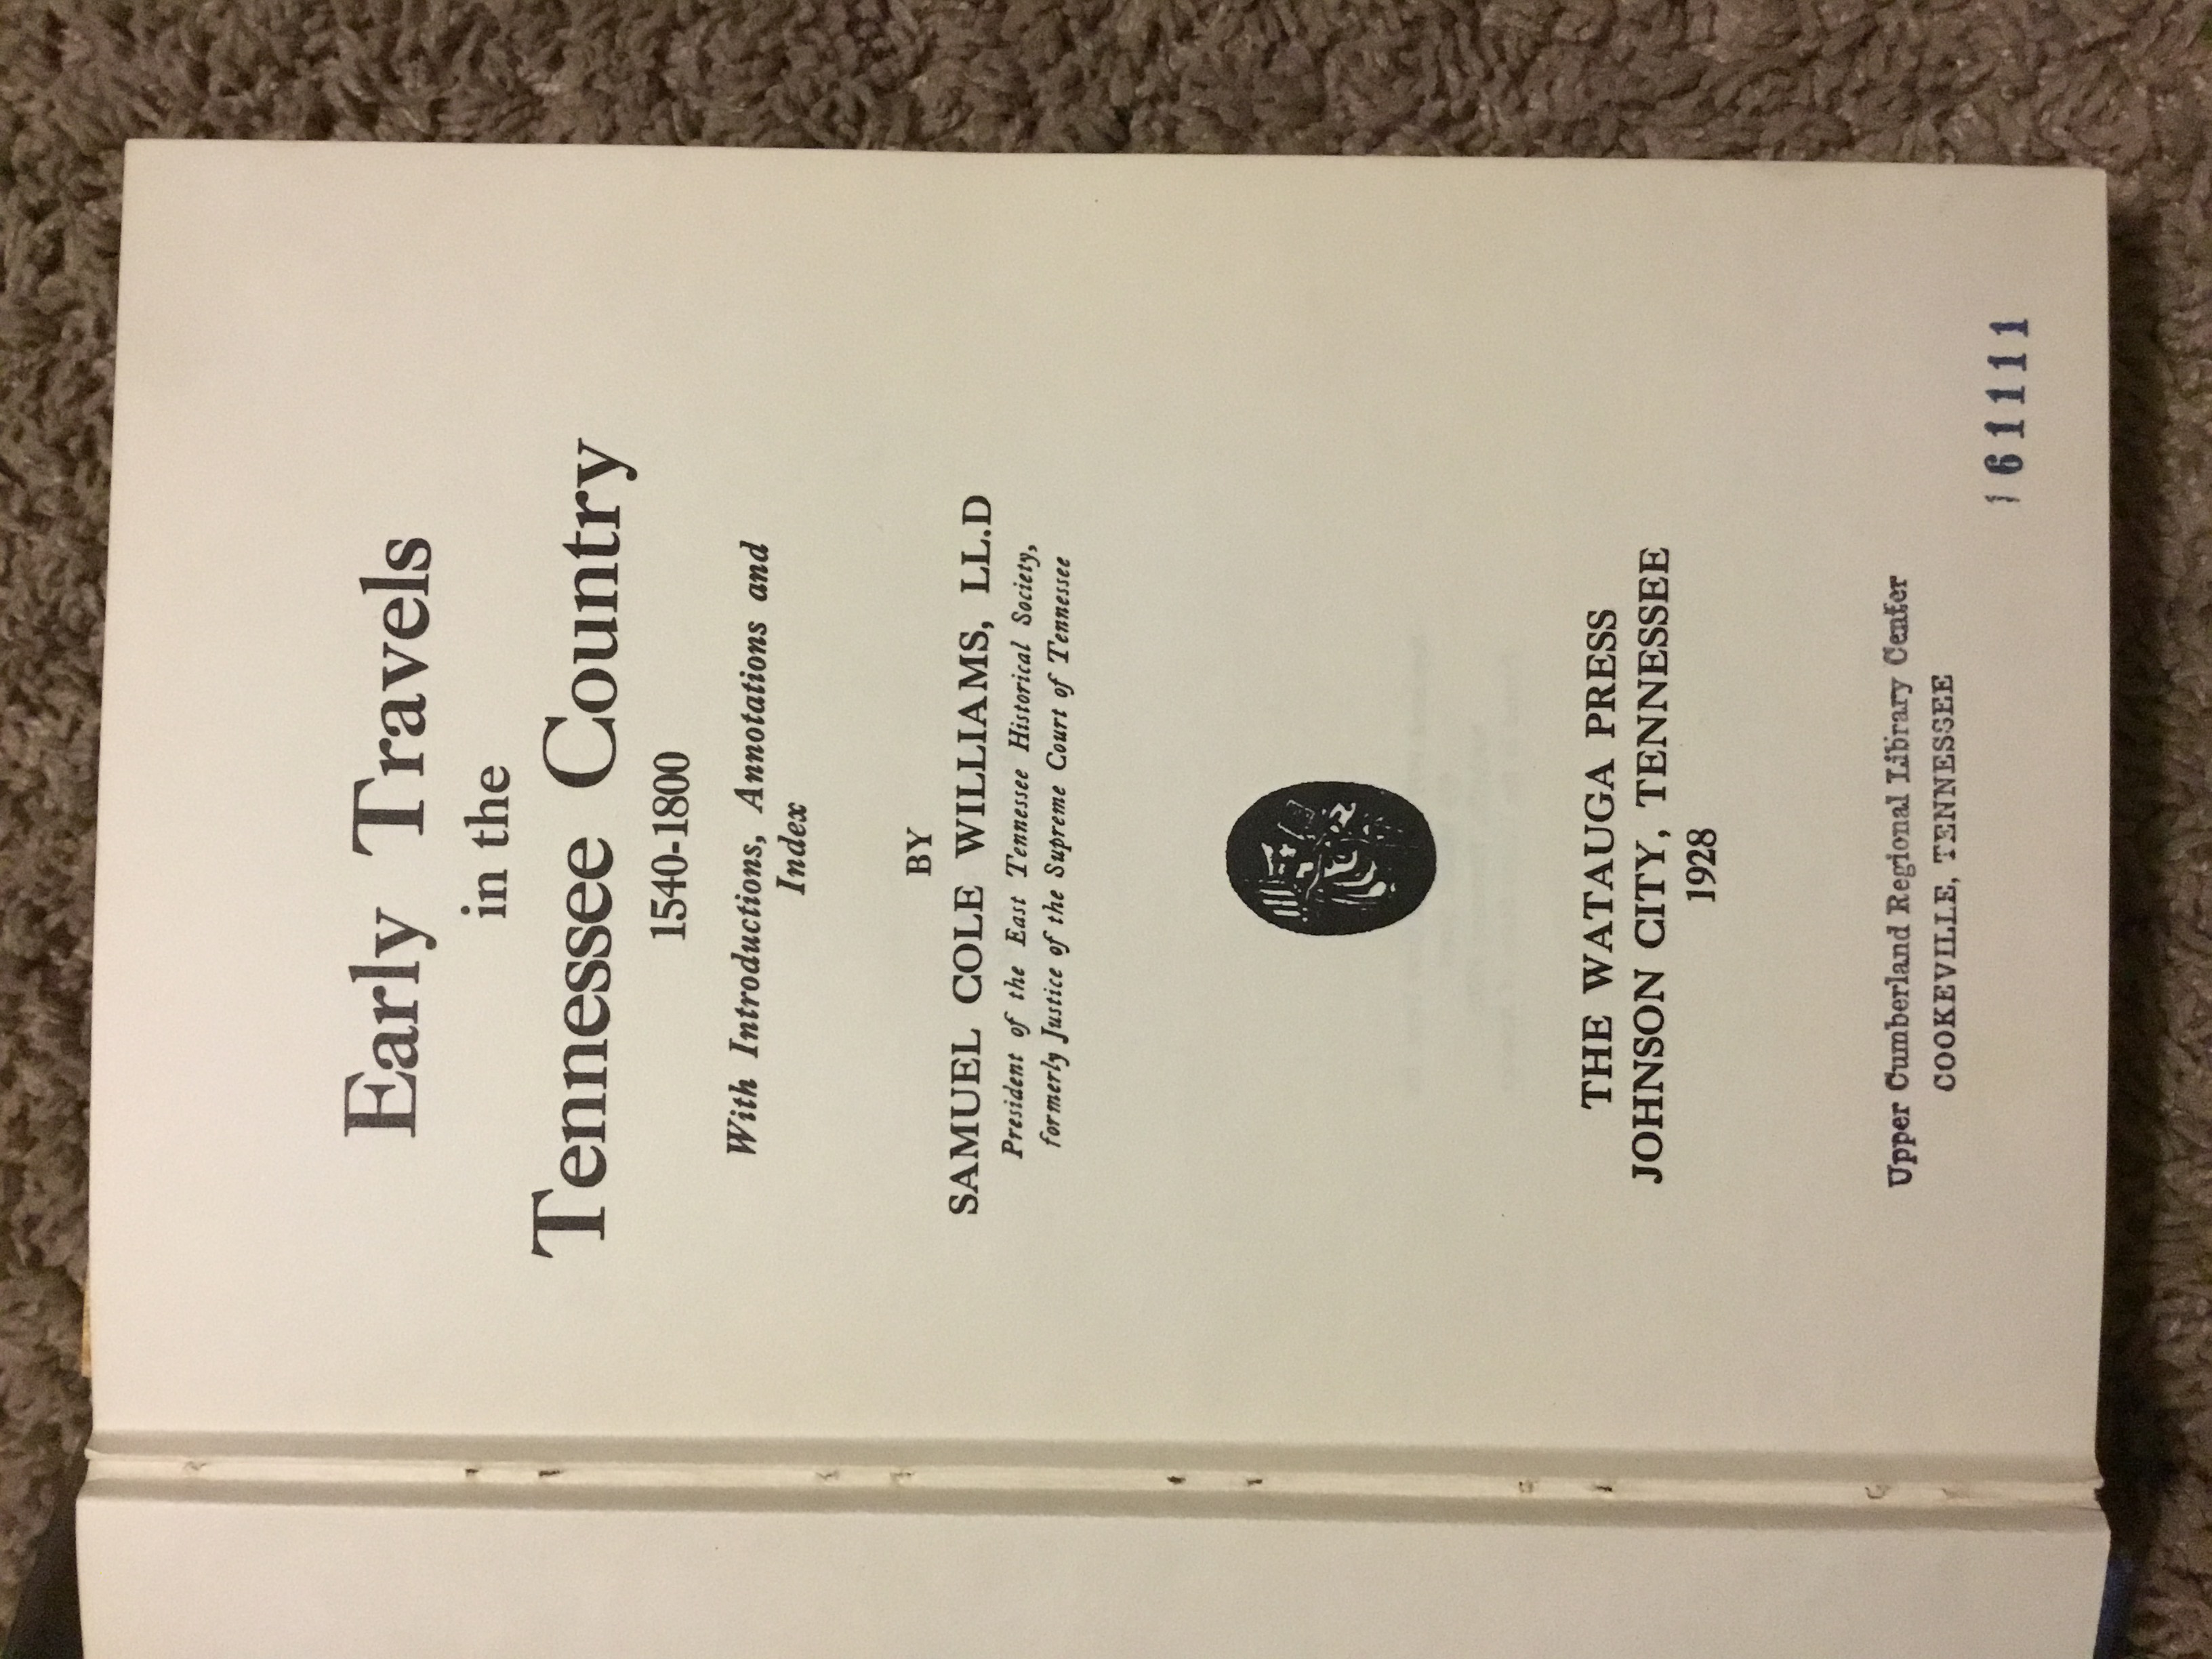 Early Travels
in the
Tennessee Country
1540-1800
With Introductions, Annotations and
Index
BY
SAMUEL COLE WILLIAMS, LL.D
President of the East Tennessee Historical Society,
formerly Justice of the Supreme Court of Tennessee
THE WATAUGA PRESS
JOHNSON CITY, TENNESSEE
1928
Upper Cumberland Regional Library Center
COOKEVILLE, TENNESSEE
161111